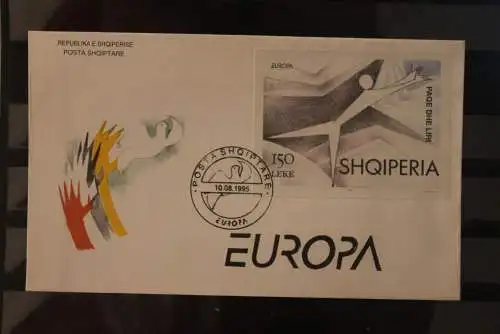 REPUBLIKA E SHQIPERISE
POSTA SHQIPTARE
EUROPA
PAQE DHE LIRI
150
LEKE
SHQIPERIA
• POSTA SHQIPTARE •
10.08.1995
EUROPA
EUROPA